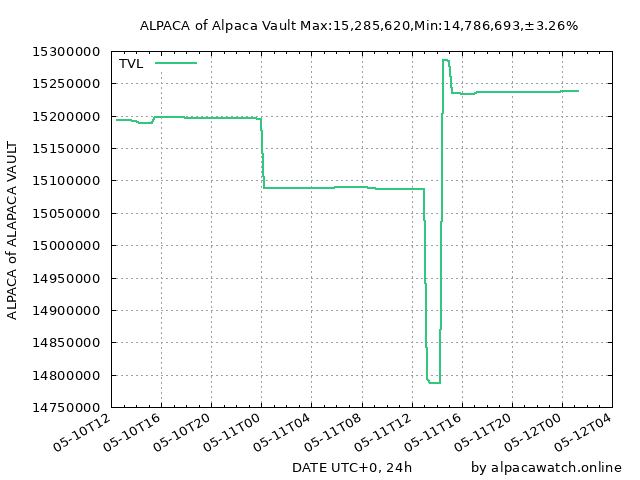 ALPACA of Alpaca Vault Max:15,285,620,Min:14,786,693,±3.26%
TVL
15300000
15250000
15200000
15150000
15100000
15050000
15000000
14950000
14900000
14850000
14800000
14750000
ALPACA of ALAPACA VAULT
05-10T12
05-10T16
05-10T20
05-11T00
05-11T04
05-11T08
05-11T12
05-11T16
05-11T20
05-12T00
05-12T04
DATE UTC+0, 24h
by alpacawatch.online